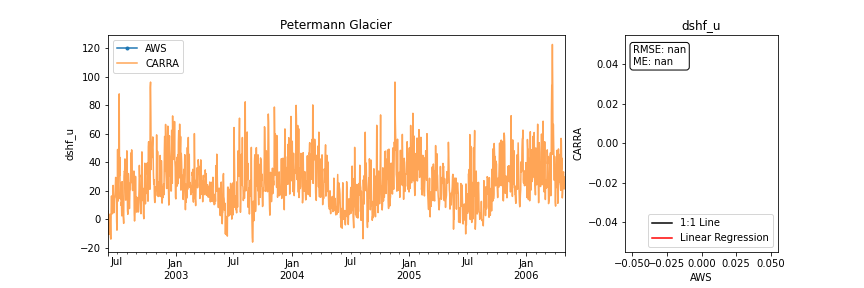 Petermann Glacier
dshf_u
AWS
CARRA
dshf_u
120
100
80
60
40
20
0
−20
Jul
Jan
2003
Jul
Jan
2004
Jul
Jan
2005
Jul
Jan
2006
dshf_u
RMSE: nan
ME: nan
CARRA
0.04
0.02
0.00
−0.02
−0.04
1:1 Line
Linear Regression
−0.050
−0.025
0.000
0.025
0.050
AWS